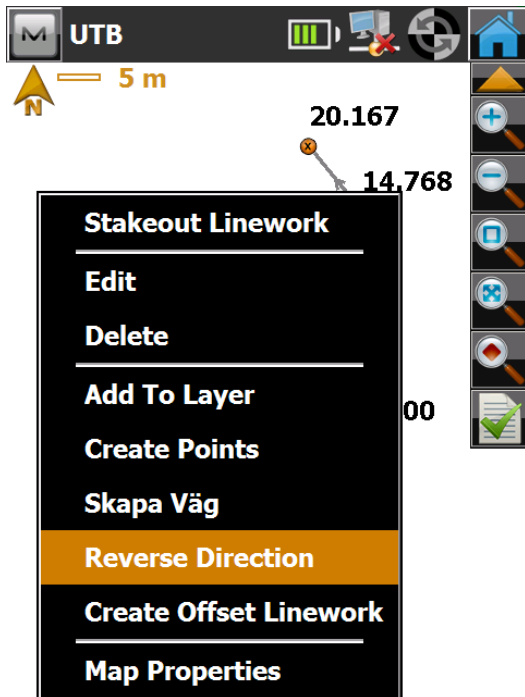 M UTB
5 m
N
20.167
x
14.768
Stakeout Linework
Edit
Delete
Add To Layer
00
Create Points
Skapa Väg
Reverse Direction
Create Offset Linework
Map Properties